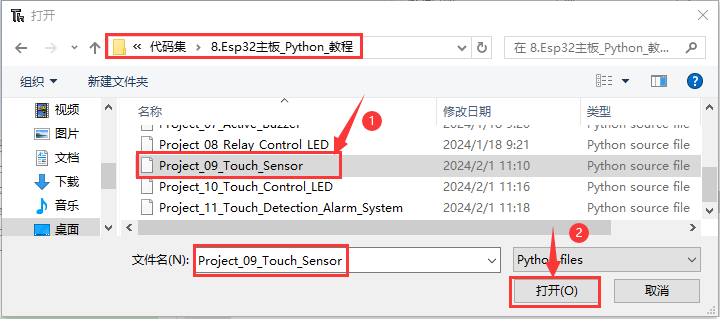 打开
« 代码集 › 8.Esp32主板_Python_教程
在 8.Esp32主板_Python_教...
组织 新建文件夹
名称 修改日期 类型
视频
图片
文档
下载
音乐
桌面
Project_07_Active_Buzzer 2024/1/18 9:20 Python source file
Project_08_Relay_Control_LED 2024/1/18 9:21 Python source file
Project_09_Touch_Sensor 2024/2/1 11:10 Python source file
Project_10_Touch_Control_LED 2024/2/1 11:16 Python source file
Project_11_Touch_Detection_Alarm_System 2024/2/1 11:18 Python source file
1
2
文件名(N): Project_09_Touch_Sensor Python files
打开(O) 取消